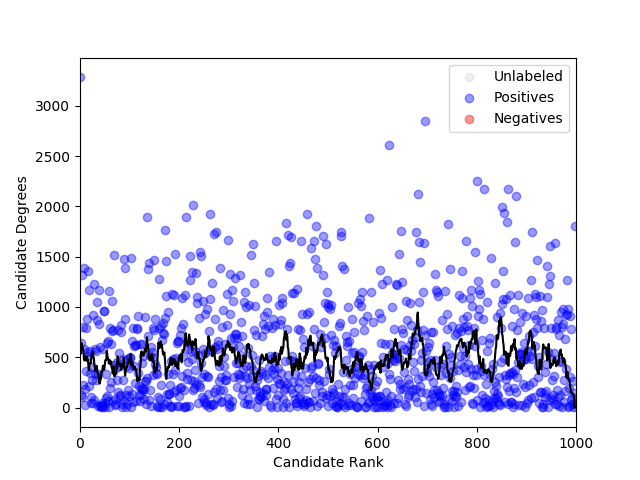 Unlabeled
Positives
Negatives
3000
2500
2000
1500
1000
500
0
Candidate Degrees
0 200 400 600 800 1000
Candidate Rank